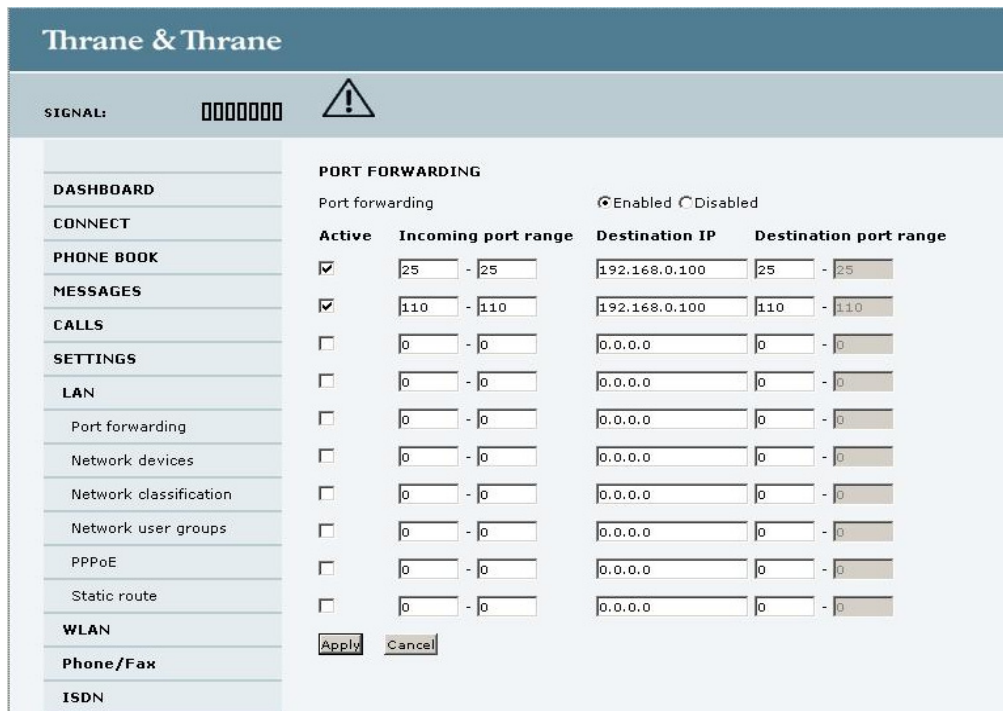 Thrane & Thrane
SIGNAL:
DASHBOARD
CONNECT
PHONE BOOK
MESSAGES
CALLS
SETTINGS
LAN
Port forwarding
Network devices
Network classification
Network user groups
PPPoE
Static route
WLAN
Phone/Fax
ISDN
PORT FORWARDING
Port forwarding Enabled Disabled
Active Incoming port range Destination IP Destination port range
25 - 25 192.168.0.100 25 - 25
110 - 110 192.168.0.100 110 - 110
0 - 0 0.0.0.0 0 - 0
0 - 0 0.0.0.0 0 - 0
0 - 0 0.0.0.0 0 - 0
0 - 0 0.0.0.0 0 - 0
0 - 0 0.0.0.0 0 - 0
0 - 0 0.0.0.0 0 - 0
0 - 0 0.0.0.0 0 - 0
0 - 0 0.0.0.0 0 - 0
Apply Cancel